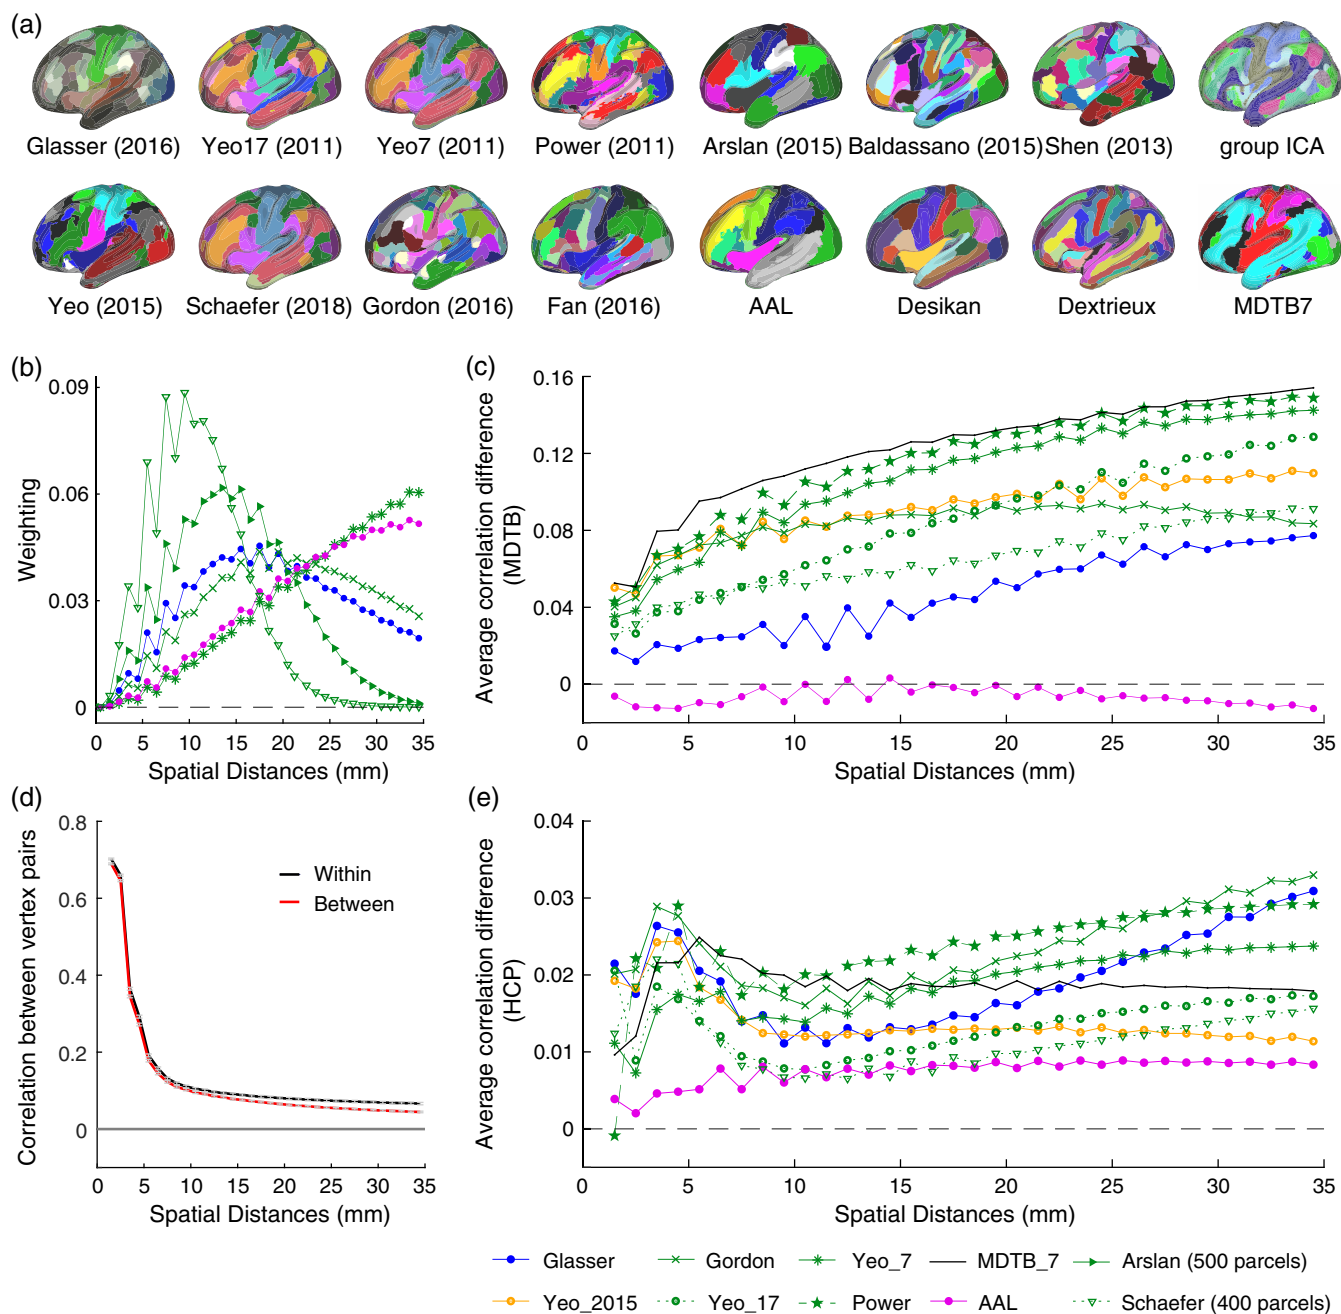 (a)
Glasser (2016) Yeo17 (2011) Yeo7 (2011) Power (2011) Arslan (2015) Baldassano (2015) Shen (2013) group ICA
Yeo (2015) Schaefer (2018) Gordon (2016) Fan (2016) AAL Desikan Dextrieux MDTB7
(b)
Weighting
0.09
0.06
0.03
0
0 5 10 15 20 25 30 35
Spatial Distances (mm)
(c)
Average correlation difference
(MDTB)
0.16
0.12
0.08
0.04
0
0 5 10 15 20 25 30 35
Spatial Distances (mm)
(d)
Correlation between vertex pairs
0.8
0.6
0.4
0.2
0
Within
Between
0 5 10 15 20 25 30 35
Spatial Distances (mm)
(e)
Average correlation difference
(HCP)
0.04
0.03
0.02
0.01
0
0 5 10 15 20 25 30 35
Spatial Distances (mm)
Glasser Gordon Yeo_7 MDTB_7 Arslan (500 parcels)
Yeo_2015 Yeo_17 Power AAL Schaefer (400 parcels)